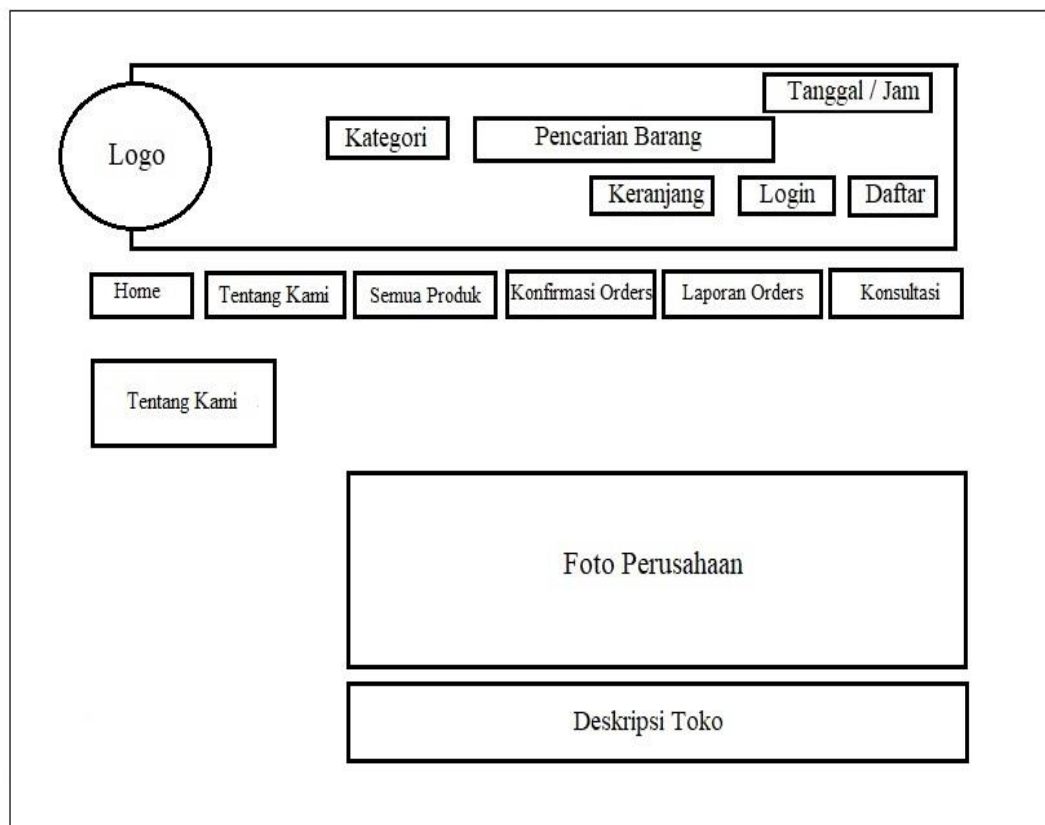 Tanggal / Jam
Logo
Kategori
Pencarian Barang
Keranjang
Login
Daftar
Home
Tentang Kami
Semua Produk
Konfirmasi Orders
Laporan Orders
Konsultasi
Tentang Kami
Foto Perusahaan
Deskripsi Toko